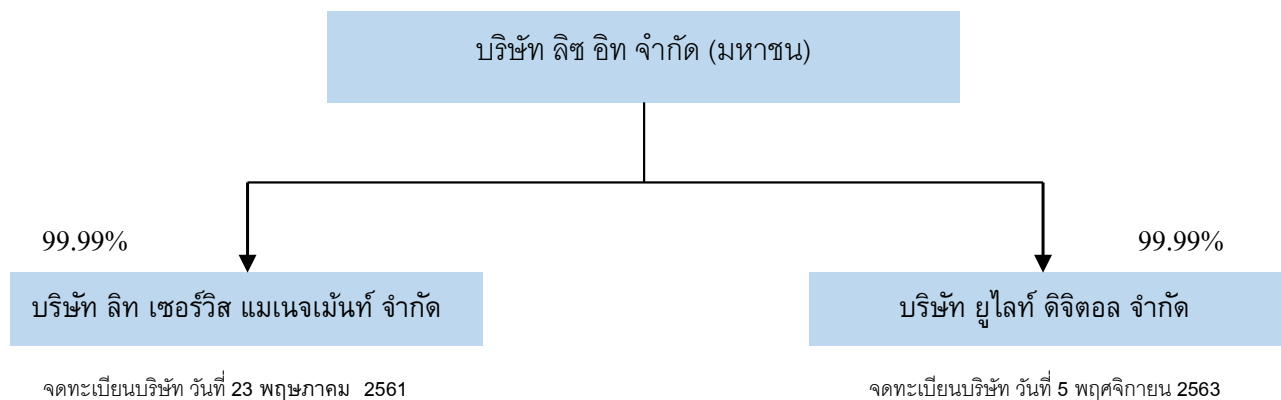 บริษัท ลิซ อิท จำกัด (มหาชน)
99.99%
99.99%
บริษัท ลิท เซอร์วิส แมเนจเม้นท์ จำกัด
บริษัท ยูไลท์ ดิจิตอล จำกัด
จดทะเบียนบริษัท วันที่ 23 พฤษภาคม 2561
จดทะเบียนบริษัท วันที่ 5 พฤศจิกายน 2563